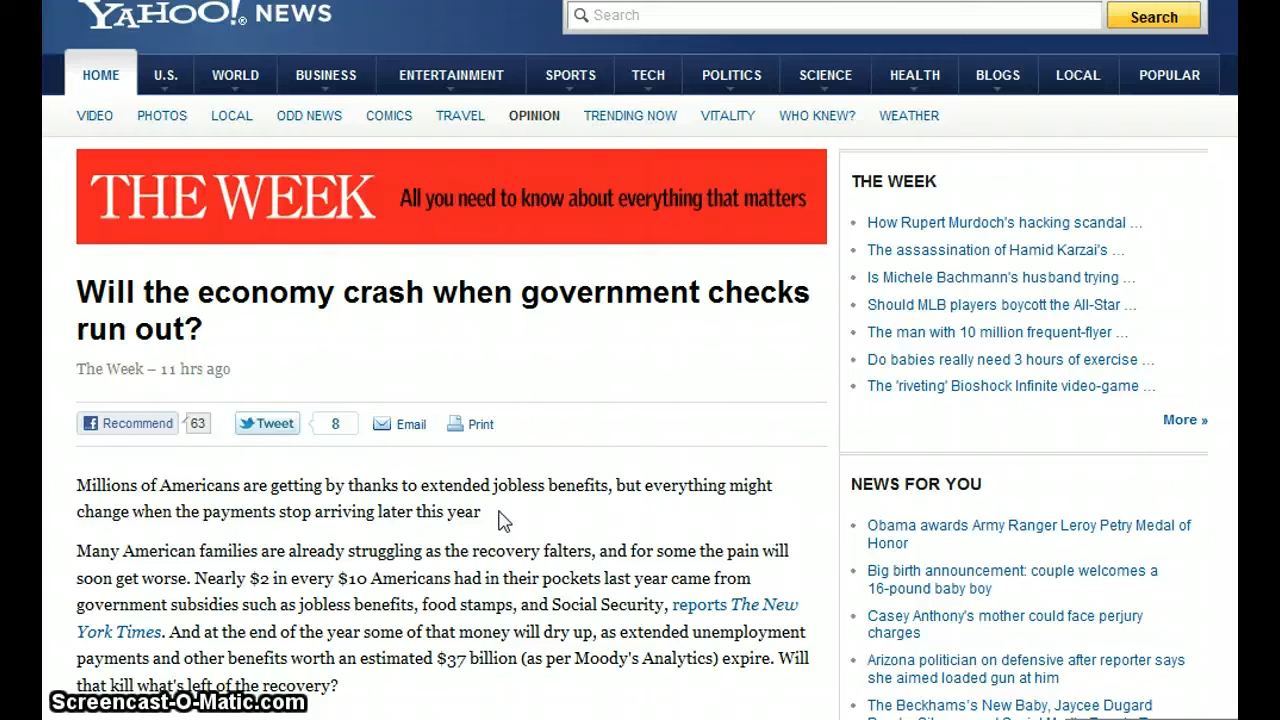 YAHOO!® NEWS
Search
Search
HOME U.S. WORLD BUSINESS ENTERTAINMENT SPORTS TECH POLITICS SCIENCE HEALTH BLOGS LOCAL POPULAR
VIDEO PHOTOS LOCAL ODD NEWS COMICS TRAVEL OPINION TRENDING NOW VITALITY WHO KNEW? WEATHER
THE WEEK All you need to know about everything that matters
Will the economy crash when government checks
run out?
The Week – 11 hrs ago
Recommend 63 Tweet 8 Email Print
Millions of Americans are getting by thanks to extended jobless benefits, but everything might
change when the payments stop arriving later this year
Many American families are already struggling as the recovery falters, and for some the pain will
soon get worse. Nearly $2 in every $10 Americans had in their pockets last year came from
government subsidies such as jobless benefits, food stamps, and Social Security, reports The New
York Times. And at the end of the year some of that money will dry up, as extended unemployment
payments and other benefits worth an estimated $37 billion (as per Moody's Analytics) expire. Will
that kill what's left of the recovery?
THE WEEK
How Rupert Murdoch's hacking scandal ...
The assassination of Hamid Karzai's ...
Is Michele Bachmann's husband trying ...
Should MLB players boycott the All-Star ...
The man with 10 million frequent-flyer ...
Do babies really need 3 hours of exercise ...
The 'riveting' Bioshock Infinite video-game ...
More »
NEWS FOR YOU
Obama awards Army Ranger Leroy Petry Medal of
Honor
Big birth announcement: couple welcomes a
16-pound baby boy
Casey Anthony's mother could face perjury
charges
Arizona politician on defensive after reporter says
she aimed loaded gun at him
The Beckhams's New Baby, Jaycee Dugard
Screencast-O-Matic.com